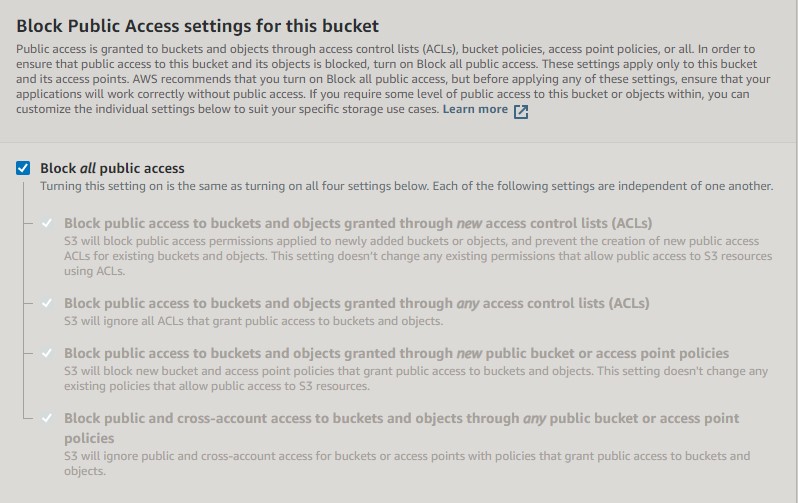 Block Public Access settings for this bucket
Public access is granted to buckets and objects through access control lists (ACLs), bucket policies, access point policies, or all. In order to
ensure that public access to this bucket and its objects is blocked, turn on Block all public access. These settings apply only to this bucket
and its access points. AWS recommends that you turn on Block all public access, but before applying any of these settings, ensure that your
applications will work correctly without public access. If you require some level of public access to this bucket or objects within, you can
customize the individual settings below to suit your specific storage use cases. Learn more
Block all public access
Turning this setting on is the same as turning on all four settings below. Each of the following settings are independent of one another.
Block public access to buckets and objects granted through new access control lists (ACLs)
S3 will block public access permissions applied to newly added buckets or objects, and prevent the creation of new public access
ACLs for existing buckets and objects. This setting doesn't change any existing permissions that allow public access to S3 resources
using ACLs.
Block public access to buckets and objects granted through any access control lists (ACLs)
S3 will ignore all ACLs that grant public access to buckets and objects.
Block public access to buckets and objects granted through new public bucket or access point policies
S3 will block new bucket and access point policies that grant public access to buckets and objects. This setting doesn't change any
existing policies that allow public access to S3 resources.
Block public and cross-account access to buckets and objects through any public bucket or access point
policies
S3 will ignore public and cross-account access for buckets or access points with policies that grant public access to buckets and
objects.